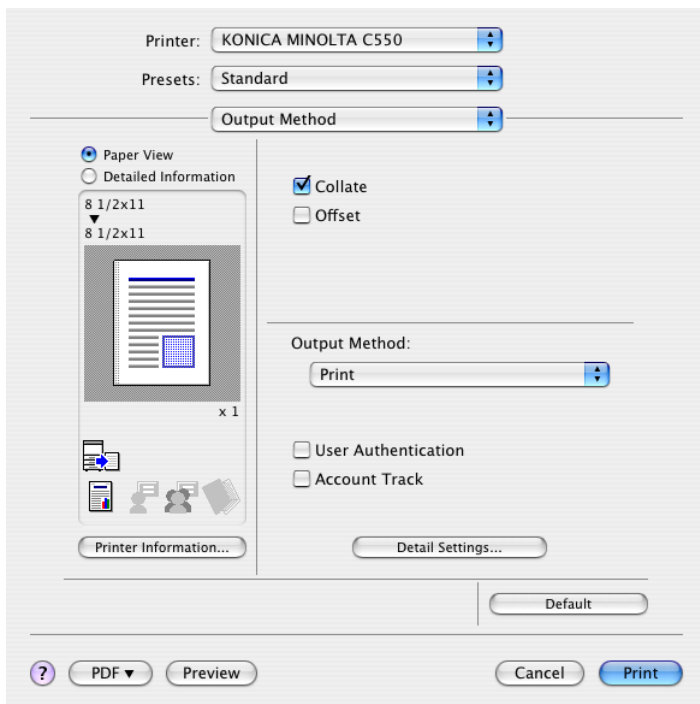 Printer: KONICA MINOLTA C550
Presets: Standard
Output Method
Paper View
Detailed Information
8 1/2x11
8 1/2x11
x 1
Printer Information...
Collate
Offset
Output Method:
Print
User Authentication
Account Track
Detail Settings...
Default
? PDF ▼ Preview Cancel Print